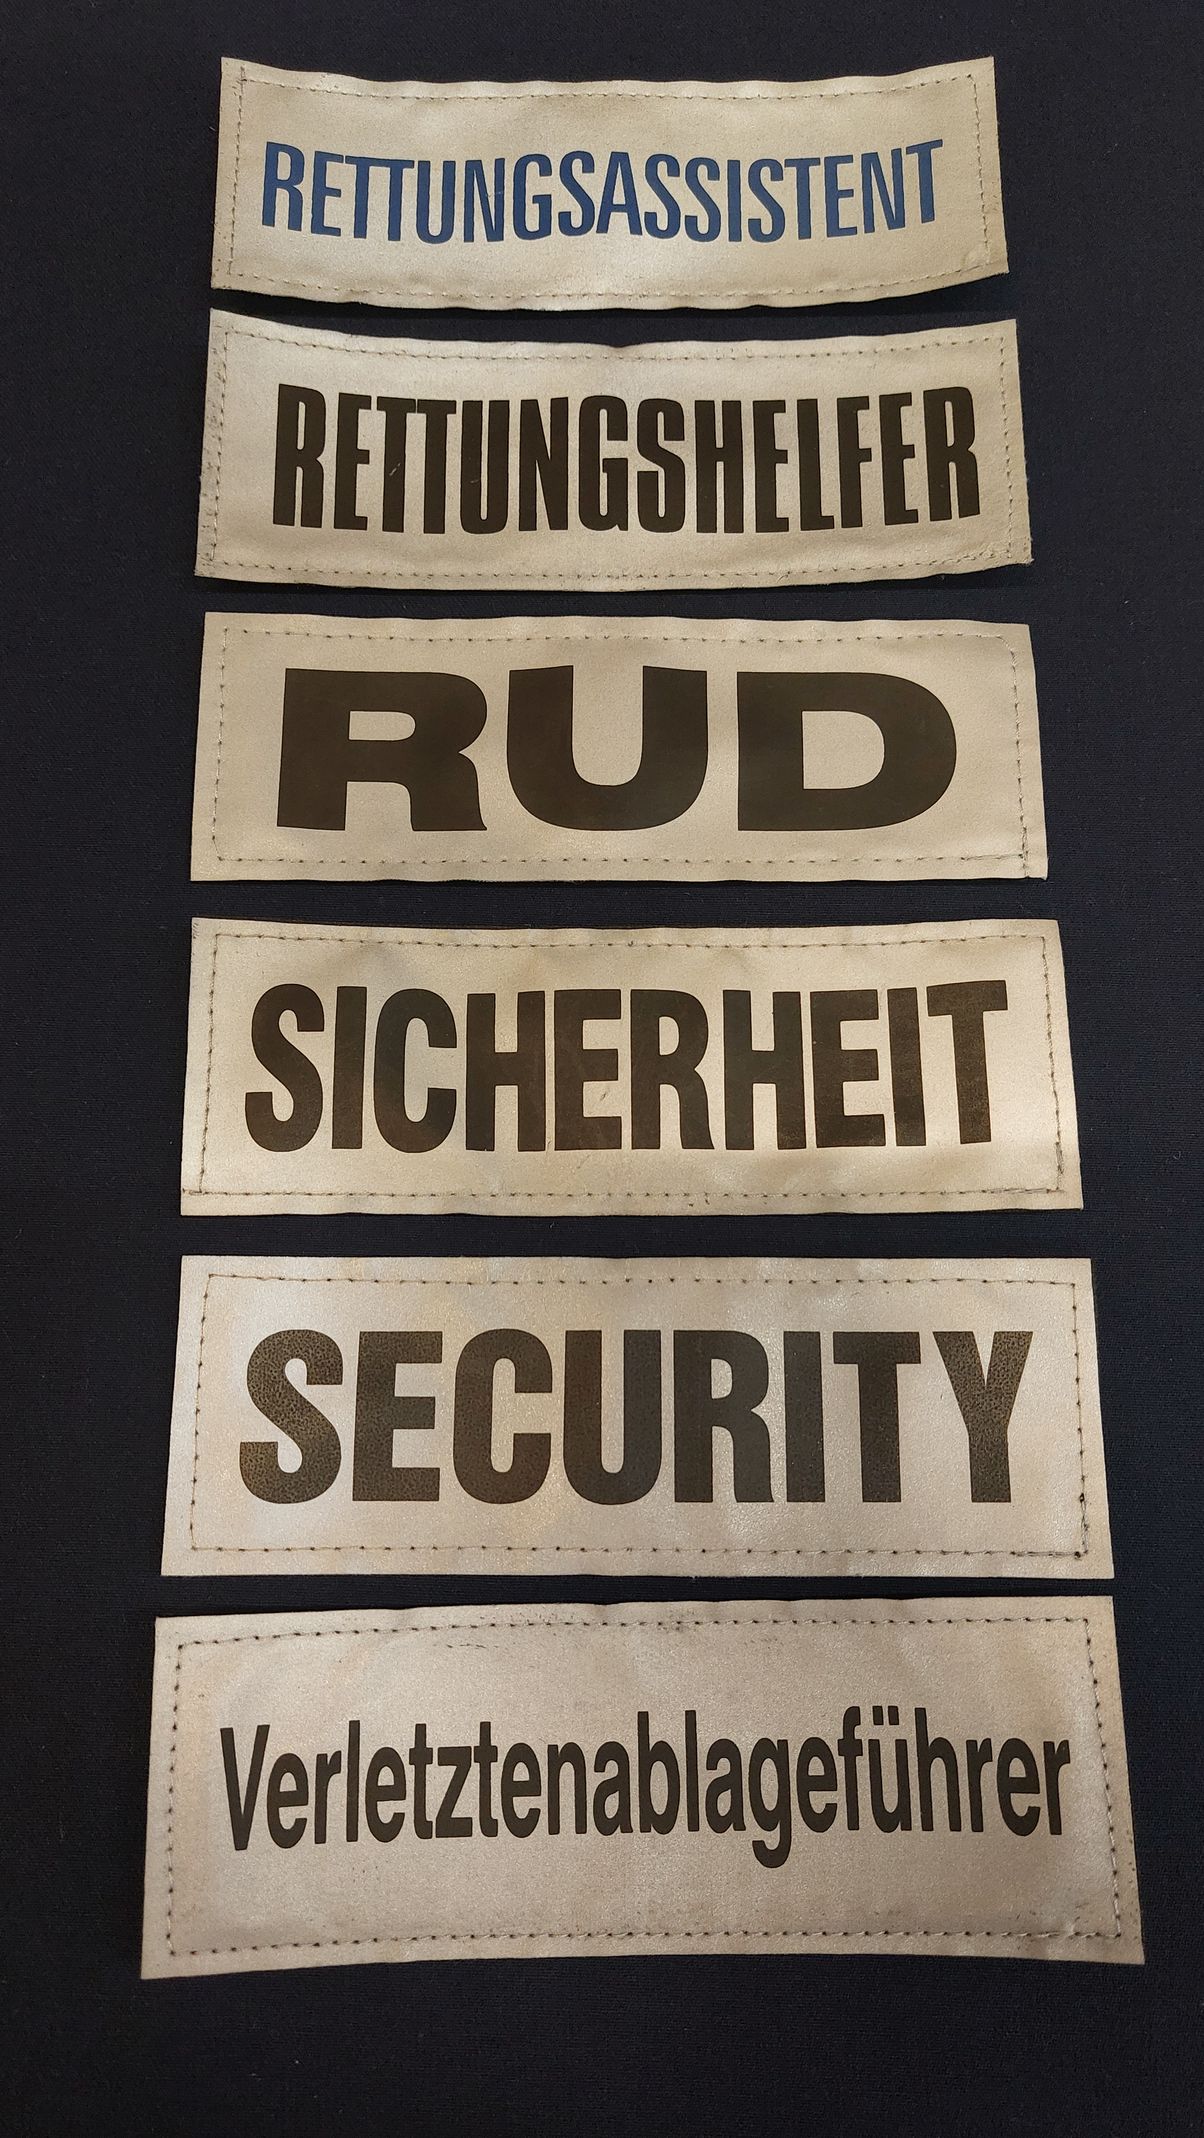 RETTUNGSASSISTENT
RETTUNGSHELFER
RUD
SICHERHEIT
SECURITY
Verletztenablageführer